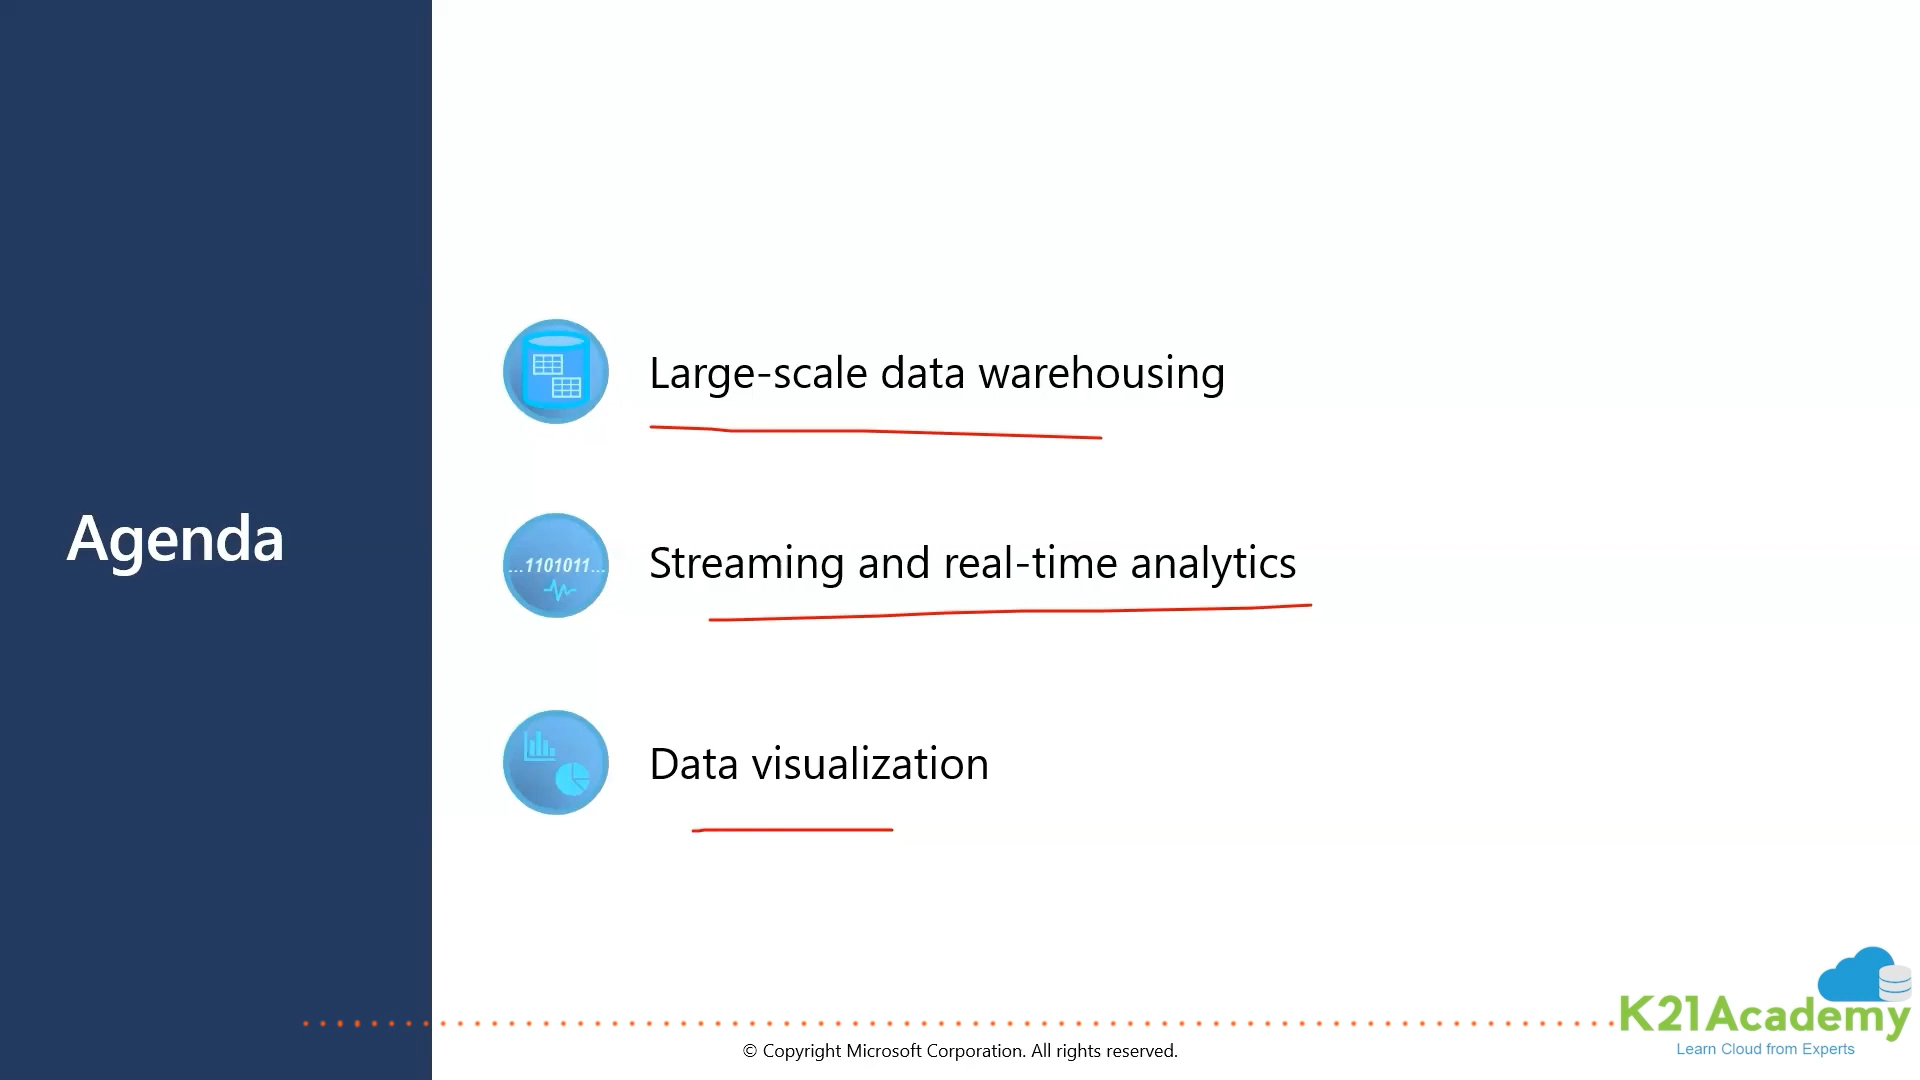 Agenda
Large-scale data warehousing
...1101011...
Streaming and real-time analytics
Data visualization
K21Academy
Learn Cloud from Experts
© Copyright Microsoft Corporation. All rights reserved.